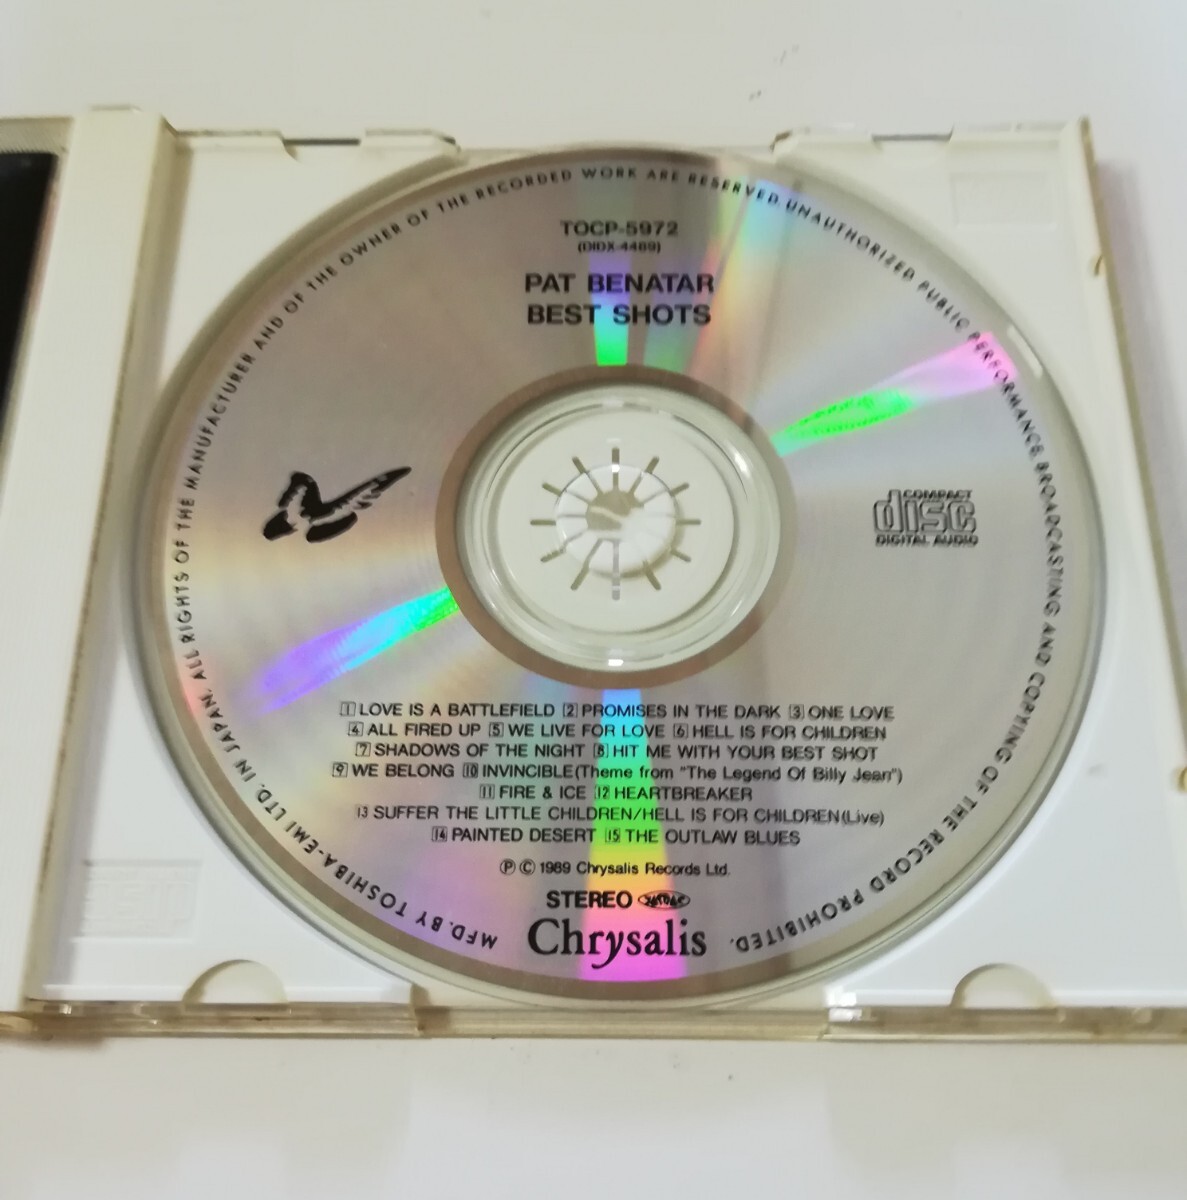 TOCP-5972
(DIDX-4489)
PAT BENATAR
BEST SHOTS
COMPACT
disc
DIGITAL AUDIO
1 LOVE IS A BATTLEFIELD 2 PROMISES IN THE DARK 3 ONE LOVE
4 ALL FIRED UP 5 WE LIVE FOR LOVE 6 HELL IS FOR CHILDREN
7 SHADOWS OF THE NIGHT 8 HIT ME WITH YOUR BEST SHOT
9 WE BELONG 10 INVINCIBLE(Theme from "The Legend Of Billy Jean")
11 FIRE & ICE 12 HEARTBREAKER
13 SUFFER THE LITTLE CHILDREN/HELL IS FOR CHILDREN(Live)
14 PAINTED DESERT 15 THE OUTLAW BLUES
Ⓟ © 1989 Chrysalis Records Ltd.
STEREO
Chrysalis
MFD. BY TOSHIBA-EMI LTD. IN JAPAN. ALL RIGHTS OF THE MANUFACTURER AND OF THE OWNER OF THE RECORDED WORK ARE RESERVED. UNAUTHORIZED PUBLIC PERFORMANCE, BROADCASTING AND COPYING OF THE RECORD PROHIBITED.